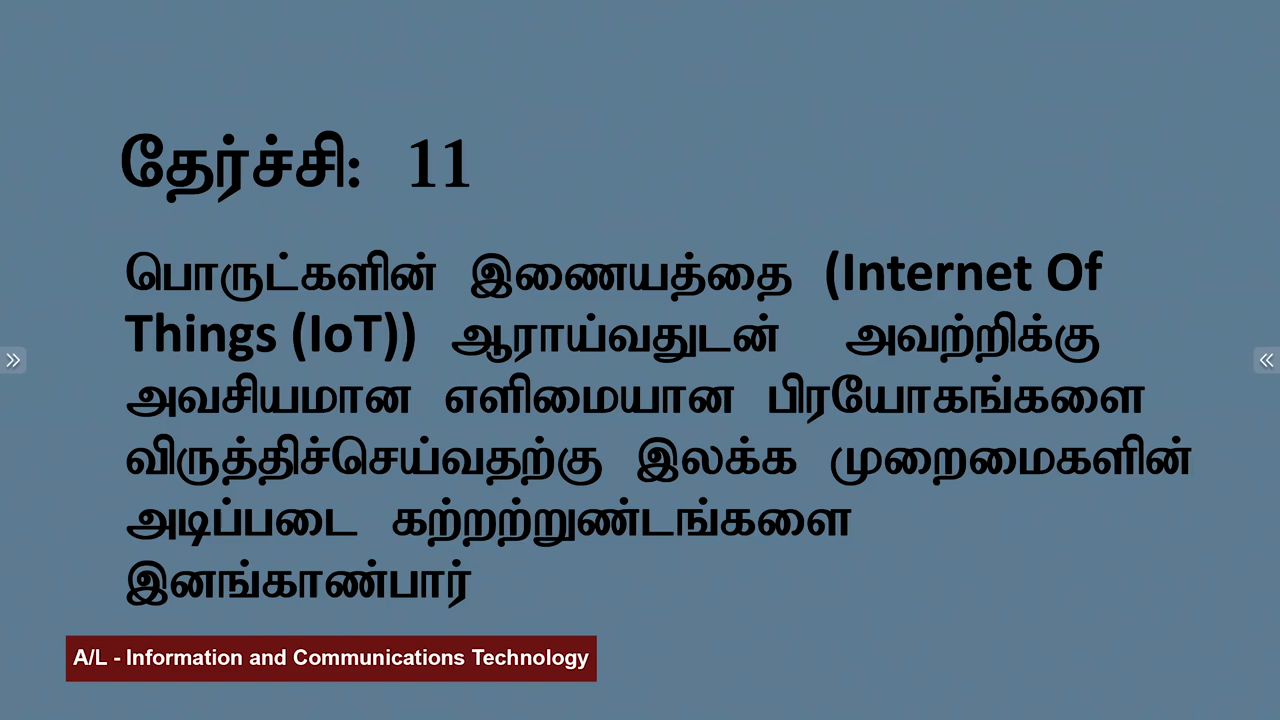 தேர்ச்சி: 11
பொருட்களின் இணையத்தை (Internet Of
Things (IoT)) ஆராய்வதுடன் அவற்றிக்கு
அவசியமான எளிமையான பிரயோகங்களை
விருத்திச்செய்வதற்கு இலக்க முறைமைகளின்
அடிப்படை கற்றற்றுண்டங்களை
இனங்காண்பார்
A/L - Information and Communications Technology